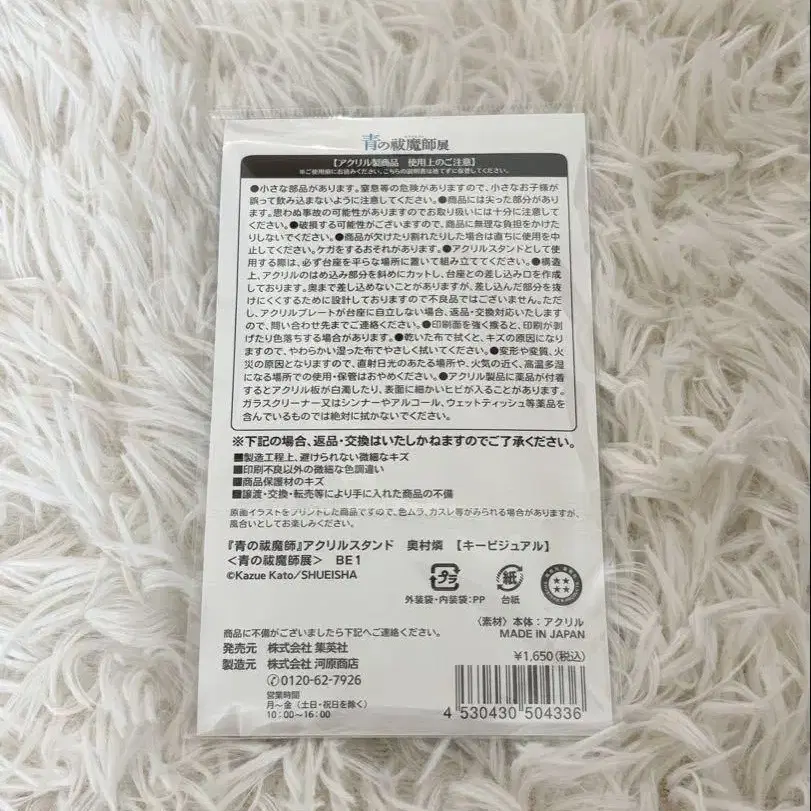 青の祓魔師展
【アクリル製商品 使用上のご注意】
※ご使用前にお読みください。こちらの説明書は捨てずに保管してください。
●小さな部品があります。窒息等の危険がありますので、小さなお子様が
誤って飲み込まないように注意してください。●商品には尖った部分があり
ます。思わぬ事故の可能性がありますのでお取り扱いには十分に注意して
ください。●破損する可能性がございますので、商品に無理な負担をかけた
りしないでください。●商品が欠けたり割れたりした場合は直ちに使用を中
止してください。ケガをするおそれがあります。●アクリルスタンドとして使
用する際は、必ず台座を平らな場所に置いて組み立ててください。●構造
上、アクリルのはめ込み部分を斜めにカットし、台座との差し込み口を作成
しております。奥まで差し込めないことがありますが、差し込んだ部分を抜
けにくくするために設計しておりますので不良品ではございません。ただ
し、アクリルプレートが台座に自立しない場合、返品・交換対応いたします
ので、問い合わせ先までご連絡ください。●印刷面を強く擦ると、印刷が剥
げたり色落ちする場合があります。●乾いた布で拭くと、キズの原因になり
ますので、やわらかい湿った布でやさしく拭いてください。●変形や変質、火
災の原因となりますので、直射日光のあたる場所や、火気の近く、高温多湿
になる場所での使用・保管はおやめください。●アクリル製品に薬品が付着
するとアクリル板が白濁したり、表面に細かいヒビが入ることがあります。
ガラスクリーナー又はシンナーやアルコール、ウェットティッシュ等薬品を
含んでいるものでは絶対に拭かないでください。
※下記の場合、返品・交換はいたしかねますのでご了承ください。
■製造工程上、避けられない微細なキズ
■印刷不良以外の微細な色調違い
■商品保護材のキズ
■譲渡・交換・転売等により手に入れた商品の不備
原画イラストをプリントした商品ですので、色ムラ、カスレ等がみられる場合がありますが、
風合いとしてお楽しみください。
『青の祓魔師』アクリルスタンド 奥村燐 【キービジュアル】
＜青の祓魔師展＞ BE1
©Kazue Kato/SHUEISHA
プラ 紙
外装袋・内装袋：PP 台紙
〈素材〉本体：アクリル
MADE IN JAPAN
商品に不備がございましたら下記へご連絡ください。
発売元 株式会社 集英社
製造元 株式会社 河原商店
0120-62-7926
営業時間
月〜金（土・日・祝日を除く）
10：00〜16：00
¥1,650(税込)
4 530430 504336